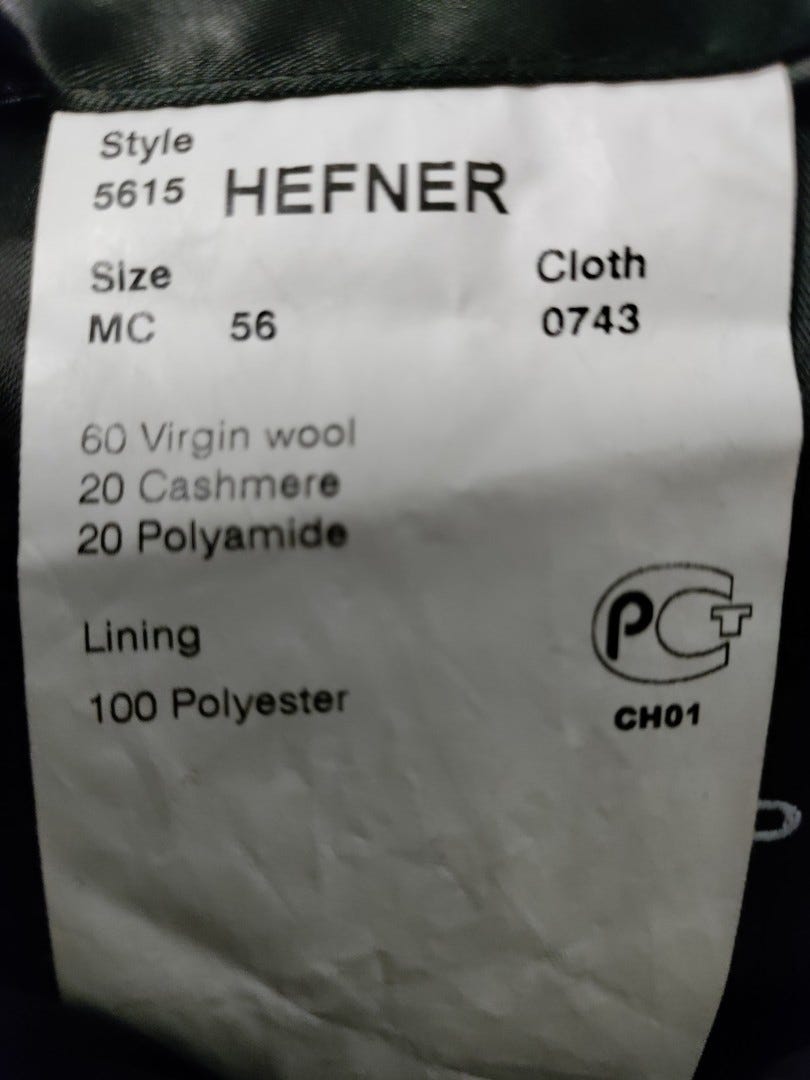 Style
5615 HEFNER
Size Cloth
MC 56 0743
60 Virgin wool
20 Cashmere
20 Polyamide
Lining
100 Polyester
РСТ
CH01